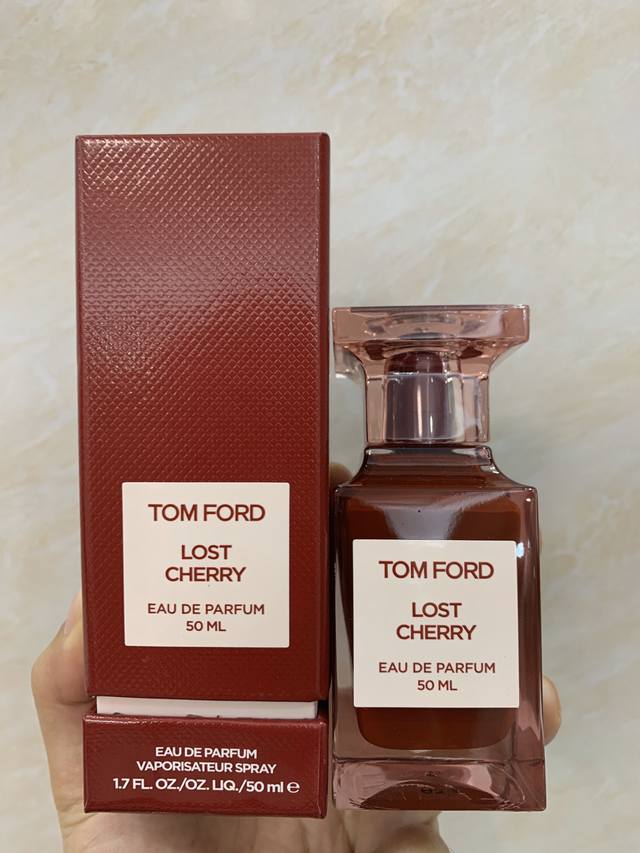 TOM FORD
LOST
CHERRY
EAU DE PARFUM
50 ML
EAU DE PARFUM
VAPORISATEUR SPRAY
1.7 FL. OZ./OZ. LIQ./50 ml ℮
TOM FORD
LOST
CHERRY
EAU DE PARFUM
50 ML